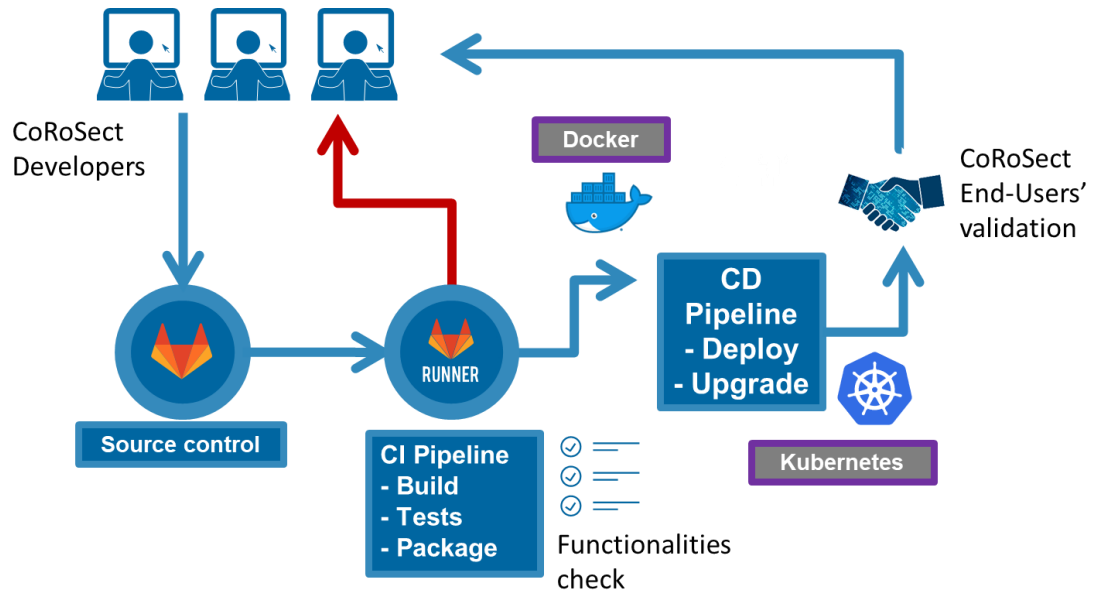 CoRoSect
Developers
Docker
CoRoSect
End-Users’
validation
CD
Pipeline
- Deploy
- Upgrade
RUNNER
Source control
CI Pipeline
- Build
- Tests
- Package
Kubernetes
Functionalities
check